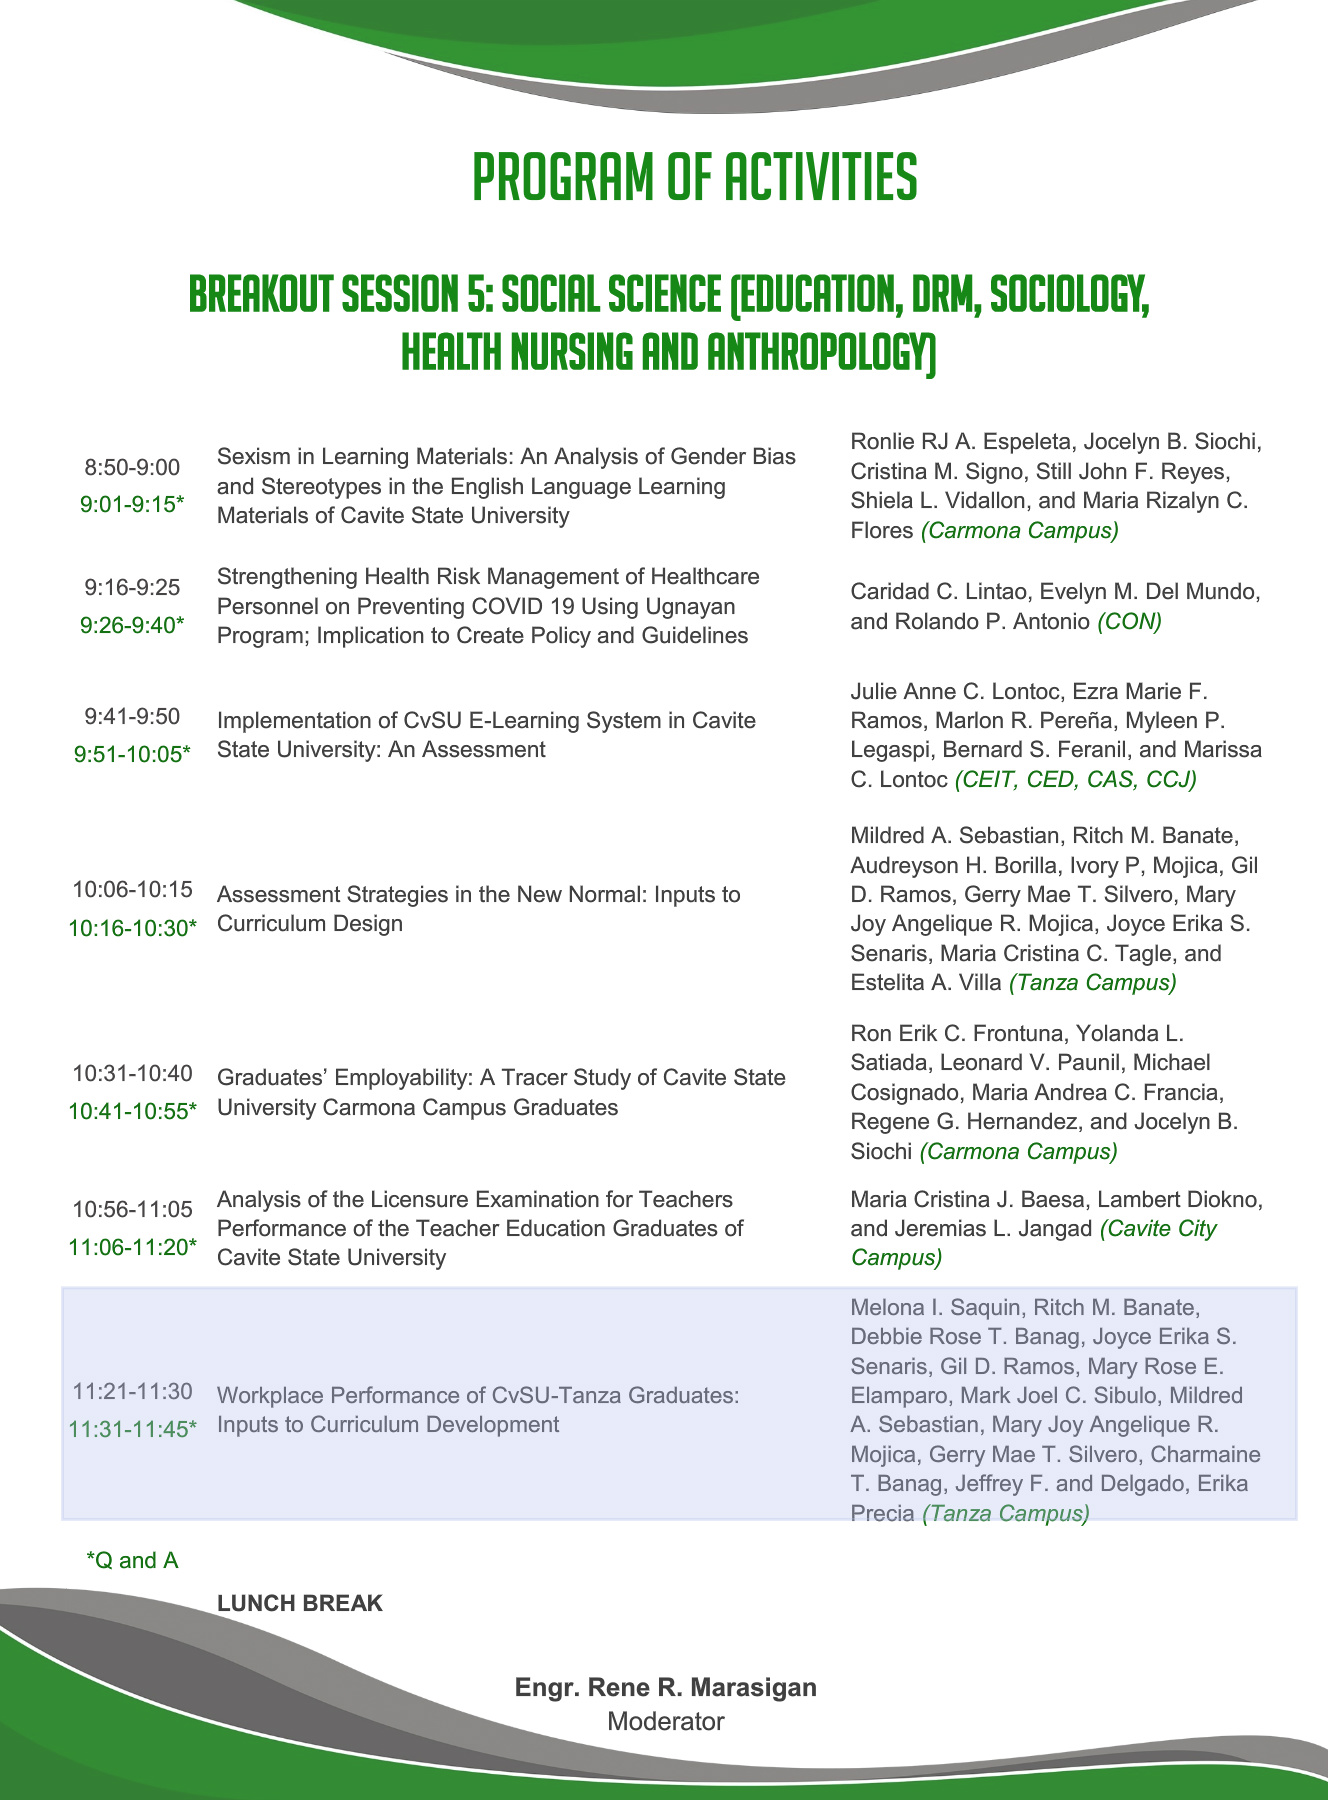 PROGRAM OF ACTIVITIES
BREAKOUT SESSION 5: SOCIAL SCIENCE (EDUCATION, DRM, SOCIOLOGY,
HEALTH NURSING AND ANTHROPOLOGY)
8:50-9:00
9:01-9:15*
Sexism in Learning Materials: An Analysis of Gender Bias
and Stereotypes in the English Language Learning
Materials of Cavite State University
Ronlie RJ A. Espeleta, Jocelyn B. Siochi,
Cristina M. Signo, Still John F. Reyes,
Shiela L. Vidallon, and Maria Rizalyn C.
Flores (Carmona Campus)
9:16-9:25
9:26-9:40*
Strengthening Health Risk Management of Healthcare
Personnel on Preventing COVID 19 Using Ugnayan
Program; Implication to Create Policy and Guidelines
Caridad C. Lintao, Evelyn M. Del Mundo,
and Rolando P. Antonio (CON)
9:41-9:50
9:51-10:05*
Implementation of CvSU E-Learning System in Cavite
State University: An Assessment
Julie Anne C. Lontoc, Ezra Marie F.
Ramos, Marlon R. Pereña, Myleen P.
Legaspi, Bernard S. Feranil, and Marissa
C. Lontoc (CEIT, CED, CAS, CCJ)
10:06-10:15
10:16-10:30*
Assessment Strategies in the New Normal: Inputs to
Curriculum Design
Mildred A. Sebastian, Ritch M. Banate,
Audreyson H. Borilla, Ivory P, Mojica, Gil
D. Ramos, Gerry Mae T. Silvero, Mary
Joy Angelique R. Mojica, Joyce Erika S.
Senaris, Maria Cristina C. Tagle, and
Estelita A. Villa (Tanza Campus)
10:31-10:40
10:41-10:55*
Graduates’ Employability: A Tracer Study of Cavite State
University Carmona Campus Graduates
Ron Erik C. Frontuna, Yolanda L.
Satiada, Leonard V. Paunil, Michael
Cosignado, Maria Andrea C. Francia,
Regene G. Hernandez, and Jocelyn B.
Siochi (Carmona Campus)
10:56-11:05
11:06-11:20*
Analysis of the Licensure Examination for Teachers
Performance of the Teacher Education Graduates of
Cavite State University
Maria Cristina J. Baesa, Lambert Diokno,
and Jeremias L. Jangad (Cavite City
Campus)
11:21-11:30
11:31-11:45*
Workplace Performance of CvSU-Tanza Graduates:
Inputs to Curriculum Development
Melona I. Saquin, Ritch M. Banate,
Debbie Rose T. Banag, Joyce Erika S.
Senaris, Gil D. Ramos, Mary Rose E.
Elamparo, Mark Joel C. Sibulo, Mildred
A. Sebastian, Mary Joy Angelique R.
Mojica, Gerry Mae T. Silvero, Charmaine
T. Banag, Jeffrey F. and Delgado, Erika
Precia (Tanza Campus)
*Q and A
LUNCH BREAK
Engr. Rene R. Marasigan
Moderator